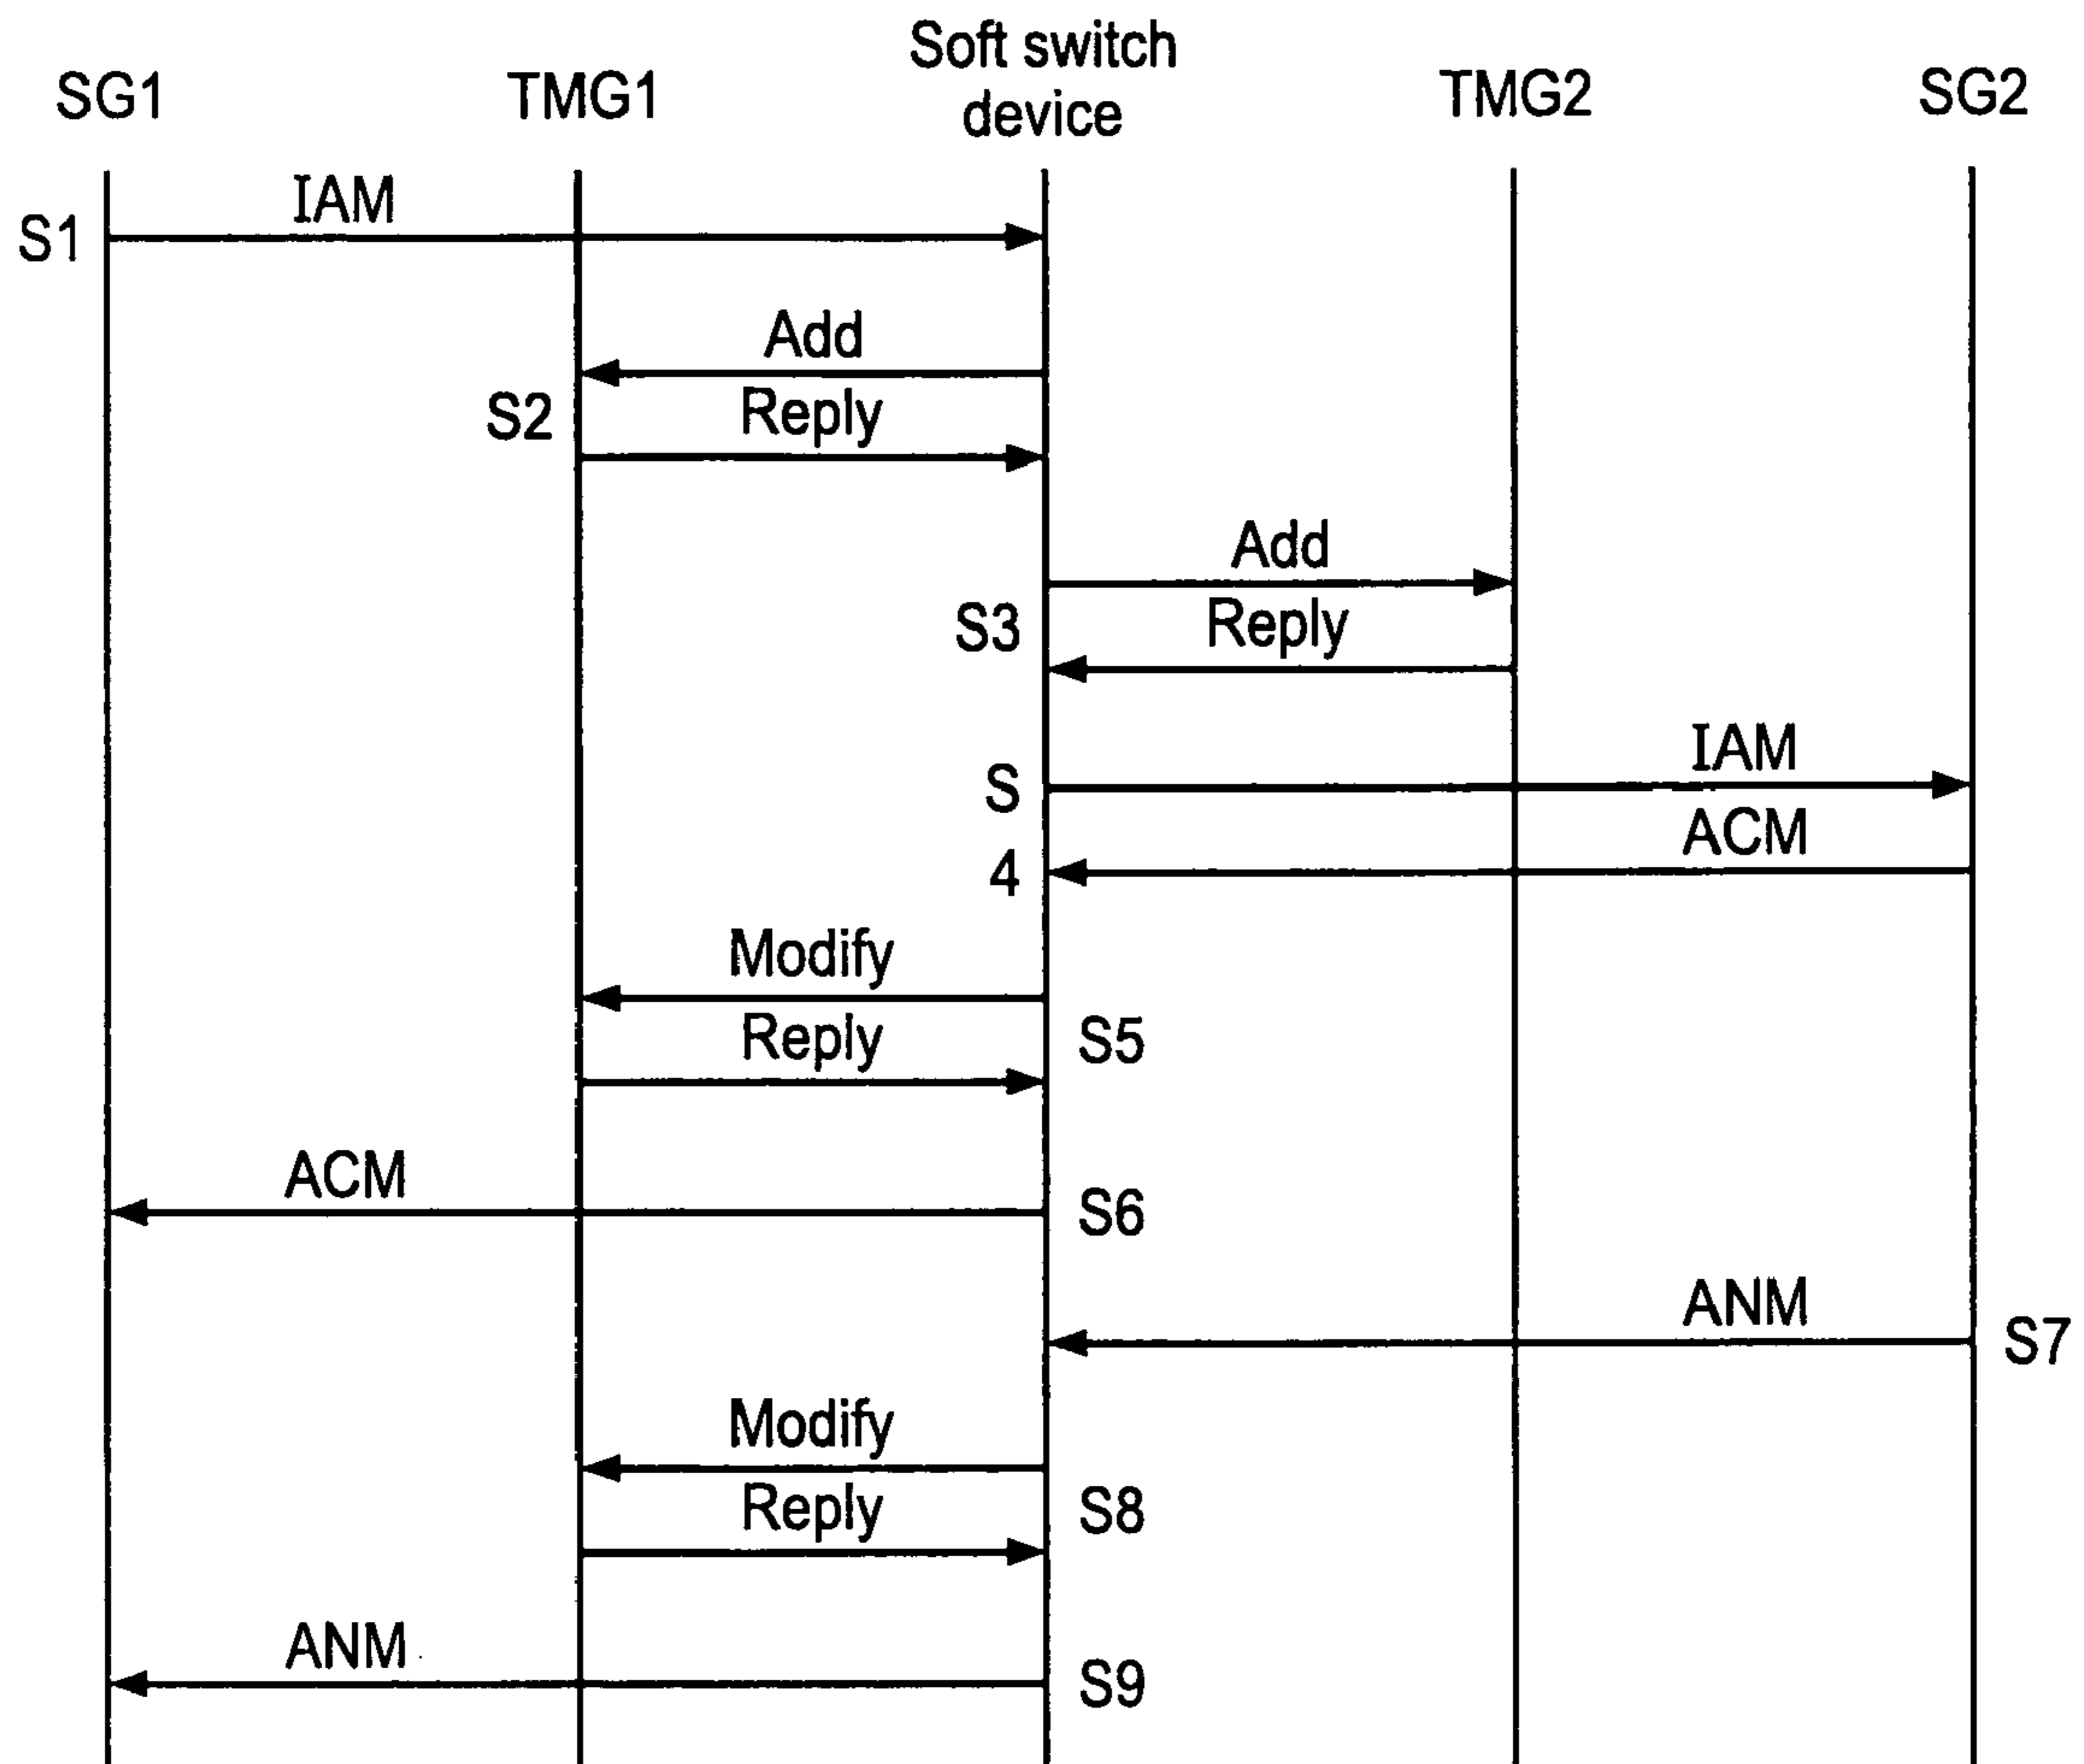 SG1
TMG1
Soft switch
device
TMG2
SG2
S1
IAM
Add
S2
Reply
Add
S3
Reply
S
IAM
4
ACM
Modify
Reply
S5
ACM
S6
ANM
S7
Modify
Reply
S8
ANM
S9